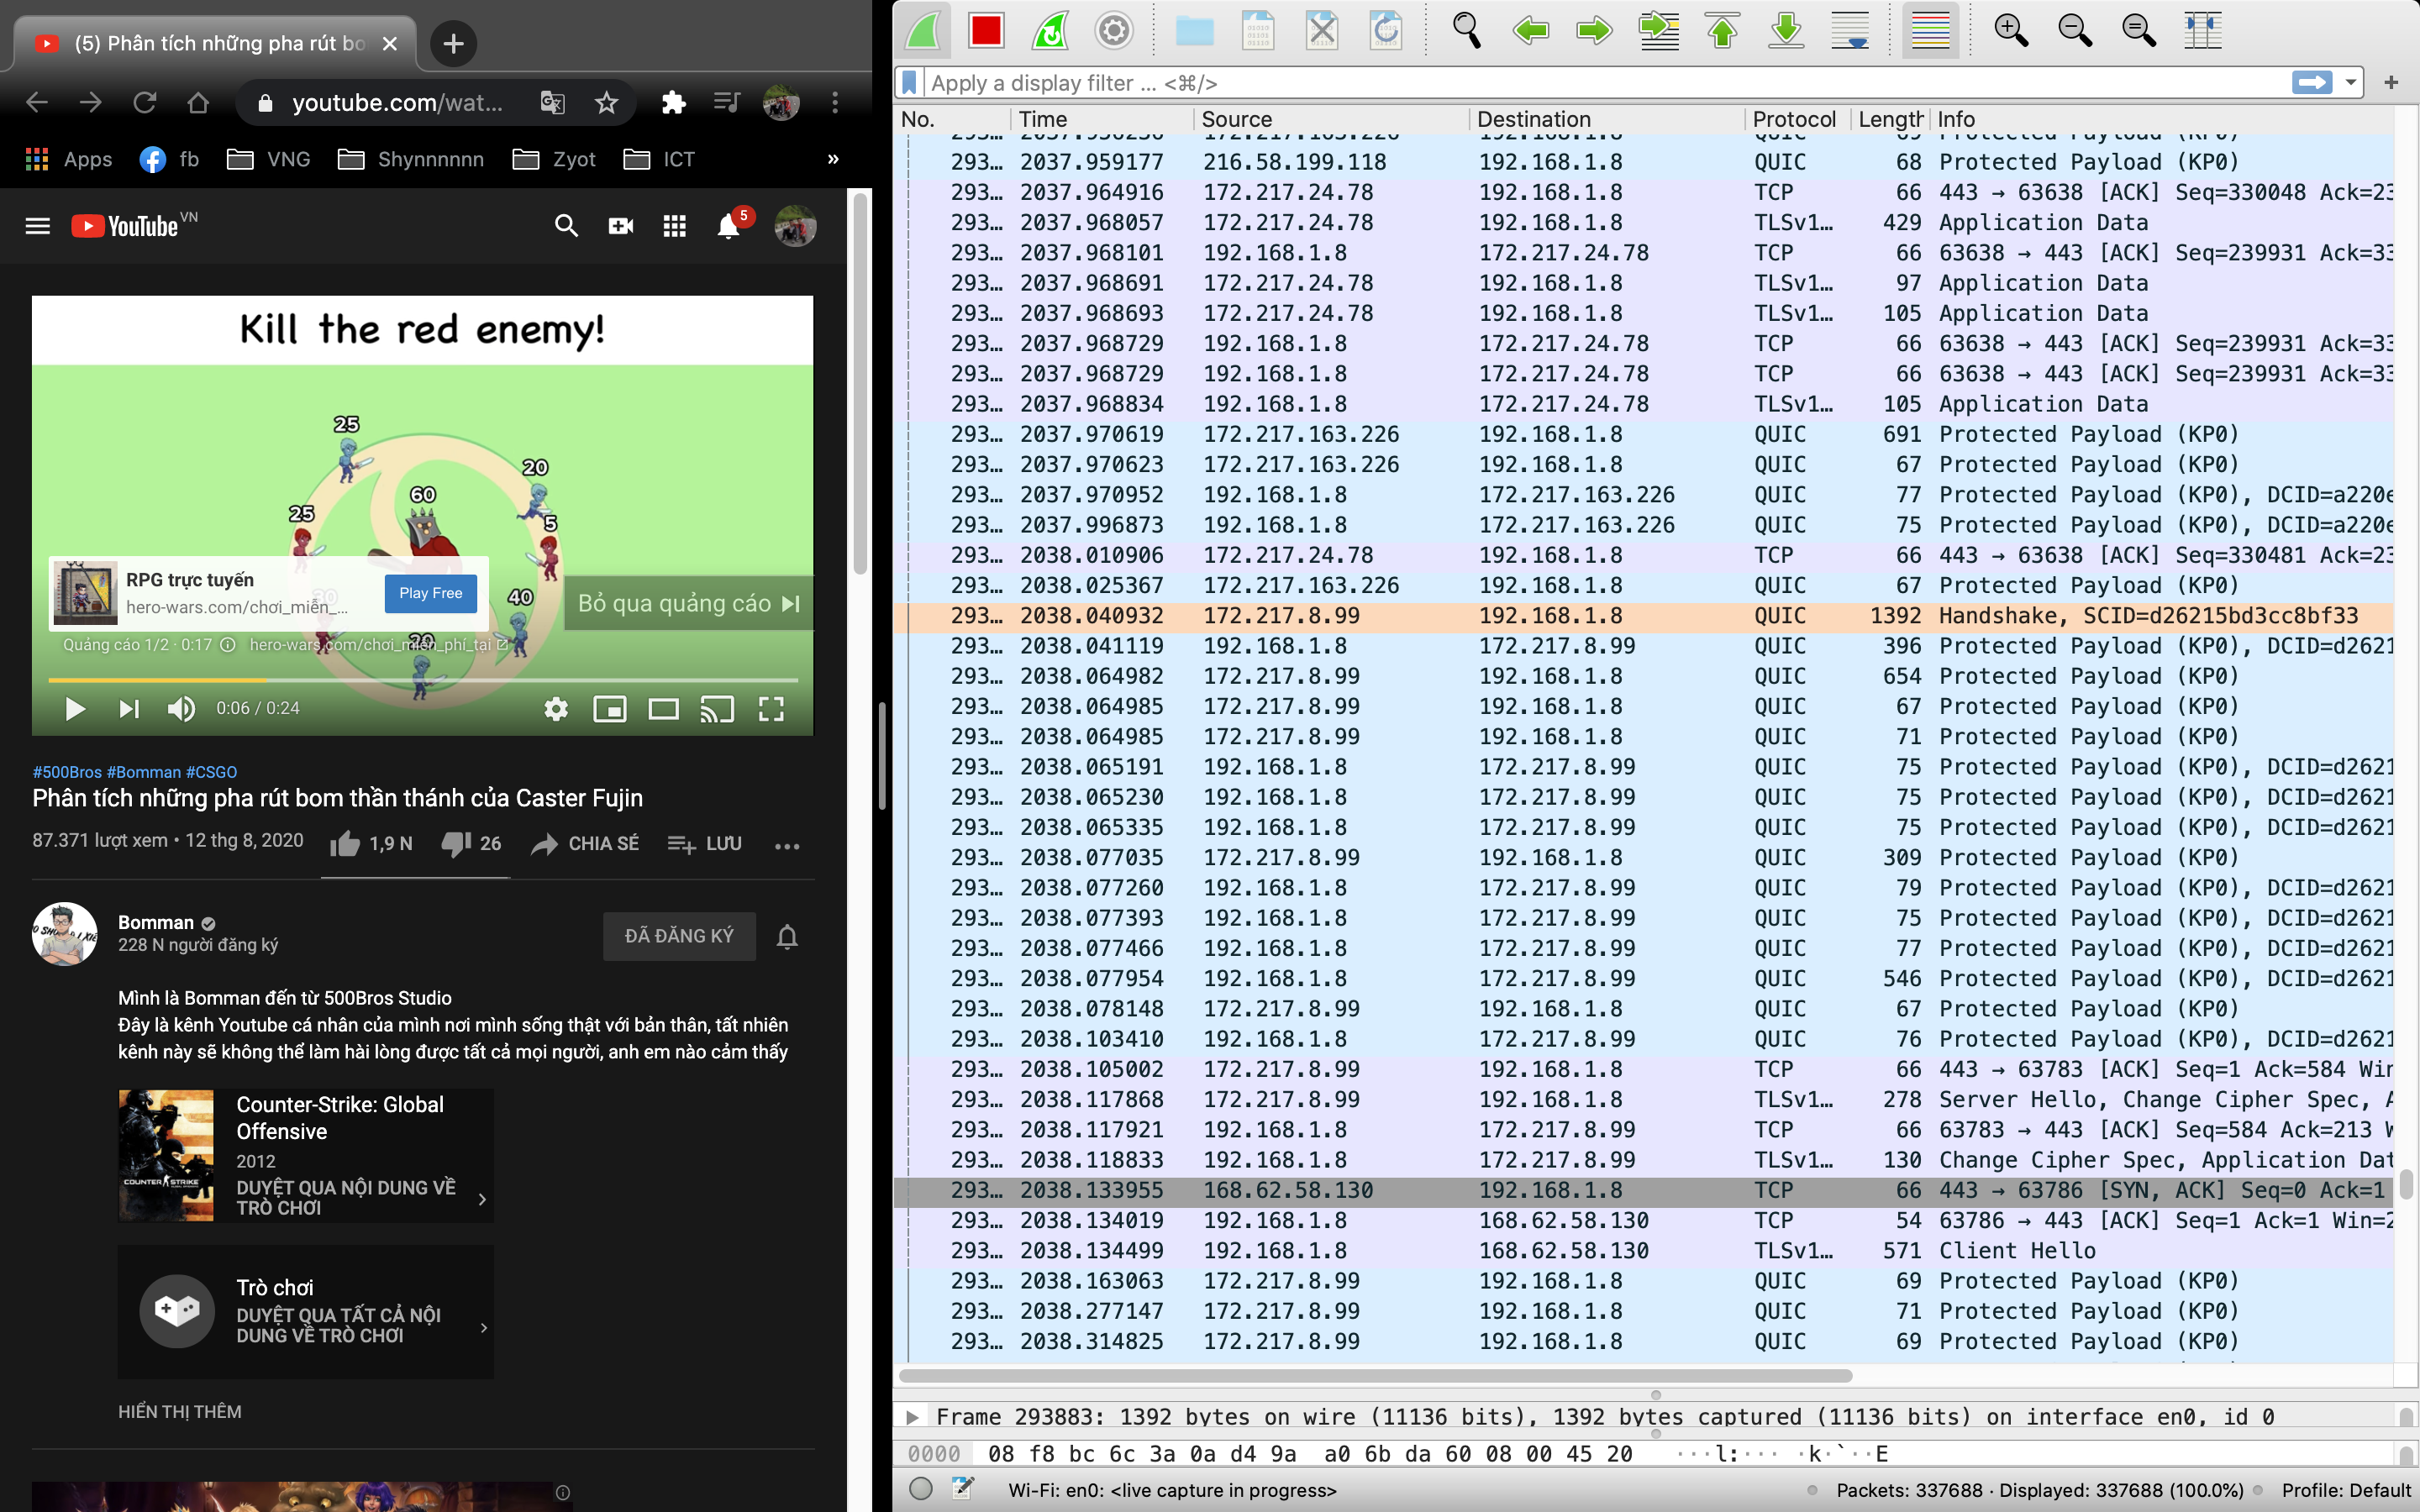 (5) Phân tích những pha rút bo
youtube.com/wat...
Apps fb VNG Shynnnnnn Zyot ICT »
YouTube VN
5
Kill the red enemy!
25
20
60
25
5
40
RPG trực tuyến
hero-wars.com/chơi_miễn_...
Play Free
Bỏ qua quảng cáo
Quảng cáo 1/2 · 0:17 hero-wars.com/chơi_miễn_phí_tại
0:06 / 0:24
#500Bros #Bomman #CSGO
Phân tích những pha rút bom thần thánh của Caster Fujin
87.371 lượt xem • 12 thg 8, 2020 1,9 N 26 CHIA SẺ LƯU
Bomman
228 N người đăng ký
ĐÃ ĐĂNG KÝ
Mình là Bomman đến từ 500Bros Studio
Đây là kênh Youtube cá nhân của mình nơi mình sống thật với bản thân, tất nhiên
kênh này sẽ không thể làm hài lòng được tất cả mọi người, anh em nào cảm thấy
Counter-Strike: Global
Offensive
2012
DUYỆT QUA NỘI DUNG VỀ
TRÒ CHƠI
COUNTER STRIKE
Trò chơi
DUYỆT QUA TẤT CẢ NỘI
DUNG VỀ TRÒ CHƠI
HIỂN THỊ THÊM
Apply a display filter ... <⌘/>
No. Time Source Destination Protocol Length Info
293… 2037.956236 172.217.163.226 192.168.1.8 QUIC 69 Protected Payload (KP0)
293… 2037.959177 216.58.199.118 192.168.1.8 QUIC 68 Protected Payload (KP0)
293… 2037.964916 172.217.24.78 192.168.1.8 TCP 66 443 → 63638 [ACK] Seq=330048 Ack=23
293… 2037.968057 172.217.24.78 192.168.1.8 TLSv1… 429 Application Data
293… 2037.968101 192.168.1.8 172.217.24.78 TCP 66 63638 → 443 [ACK] Seq=239931 Ack=33
293… 2037.968691 172.217.24.78 192.168.1.8 TLSv1… 97 Application Data
293… 2037.968693 172.217.24.78 192.168.1.8 TLSv1… 105 Application Data
293… 2037.968729 192.168.1.8 172.217.24.78 TCP 66 63638 → 443 [ACK] Seq=239931 Ack=33
293… 2037.968729 192.168.1.8 172.217.24.78 TCP 66 63638 → 443 [ACK] Seq=239931 Ack=33
293… 2037.968834 192.168.1.8 172.217.24.78 TLSv1… 105 Application Data
293… 2037.970619 172.217.163.226 192.168.1.8 QUIC 691 Protected Payload (KP0)
293… 2037.970623 172.217.163.226 192.168.1.8 QUIC 67 Protected Payload (KP0)
293… 2037.970952 192.168.1.8 172.217.163.226 QUIC 77 Protected Payload (KP0), DCID=a220e
293… 2037.996873 192.168.1.8 172.217.163.226 QUIC 75 Protected Payload (KP0), DCID=a220e
293… 2038.010906 172.217.24.78 192.168.1.8 TCP 66 443 → 63638 [ACK] Seq=330481 Ack=23
293… 2038.025367 172.217.163.226 192.168.1.8 QUIC 67 Protected Payload (KP0)
293… 2038.040932 172.217.8.99 192.168.1.8 QUIC 1392 Handshake, SCID=d26215bd3cc8bf33
293… 2038.041119 192.168.1.8 172.217.8.99 QUIC 396 Protected Payload (KP0), DCID=d2621
293… 2038.064982 172.217.8.99 192.168.1.8 QUIC 654 Protected Payload (KP0)
293… 2038.064985 172.217.8.99 192.168.1.8 QUIC 67 Protected Payload (KP0)
293… 2038.064985 172.217.8.99 192.168.1.8 QUIC 71 Protected Payload (KP0)
293… 2038.065191 192.168.1.8 172.217.8.99 QUIC 75 Protected Payload (KP0), DCID=d2621
293… 2038.065230 192.168.1.8 172.217.8.99 QUIC 75 Protected Payload (KP0), DCID=d2621
293… 2038.065335 192.168.1.8 172.217.8.99 QUIC 75 Protected Payload (KP0), DCID=d2621
293… 2038.077035 172.217.8.99 192.168.1.8 QUIC 309 Protected Payload (KP0)
293… 2038.077260 192.168.1.8 172.217.8.99 QUIC 79 Protected Payload (KP0), DCID=d2621
293… 2038.077393 192.168.1.8 172.217.8.99 QUIC 75 Protected Payload (KP0), DCID=d2621
293… 2038.077466 192.168.1.8 172.217.8.99 QUIC 77 Protected Payload (KP0), DCID=d2621
293… 2038.077954 192.168.1.8 172.217.8.99 QUIC 546 Protected Payload (KP0), DCID=d2621
293… 2038.078148 172.217.8.99 192.168.1.8 QUIC 67 Protected Payload (KP0)
293… 2038.103410 192.168.1.8 172.217.8.99 QUIC 76 Protected Payload (KP0), DCID=d2621
293… 2038.105002 172.217.8.99 192.168.1.8 TCP 66 443 → 63783 [ACK] Seq=1 Ack=584 Win
293… 2038.117868 172.217.8.99 192.168.1.8 TLSv1… 278 Server Hello, Change Cipher Spec, A
293… 2038.117921 192.168.1.8 172.217.8.99 TCP 66 63783 → 443 [ACK] Seq=584 Ack=213 W
293… 2038.118833 192.168.1.8 172.217.8.99 TLSv1… 130 Change Cipher Spec, Application Dat
293… 2038.133955 168.62.58.130 192.168.1.8 TCP 66 443 → 63786 [SYN, ACK] Seq=0 Ack=1
293… 2038.134019 192.168.1.8 168.62.58.130 TCP 54 63786 → 443 [ACK] Seq=1 Ack=1 Win=2
293… 2038.134499 192.168.1.8 168.62.58.130 TLSv1… 571 Client Hello
293… 2038.163063 172.217.8.99 192.168.1.8 QUIC 69 Protected Payload (KP0)
293… 2038.277147 172.217.8.99 192.168.1.8 QUIC 71 Protected Payload (KP0)
293… 2038.314825 172.217.8.99 192.168.1.8 QUIC 69 Protected Payload (KP0)
Frame 293883: 1392 bytes on wire (11136 bits), 1392 bytes captured (11136 bits) on interface en0, id 0
0000 08 f8 bc 6c 3a 0a d4 9a a0 6b da 60 08 00 45 20 ···l:··· ·k·`··E
Wi-Fi: en0: <live capture in progress>
Packets: 337688 · Displayed: 337688 (100.0%)
Profile: Default